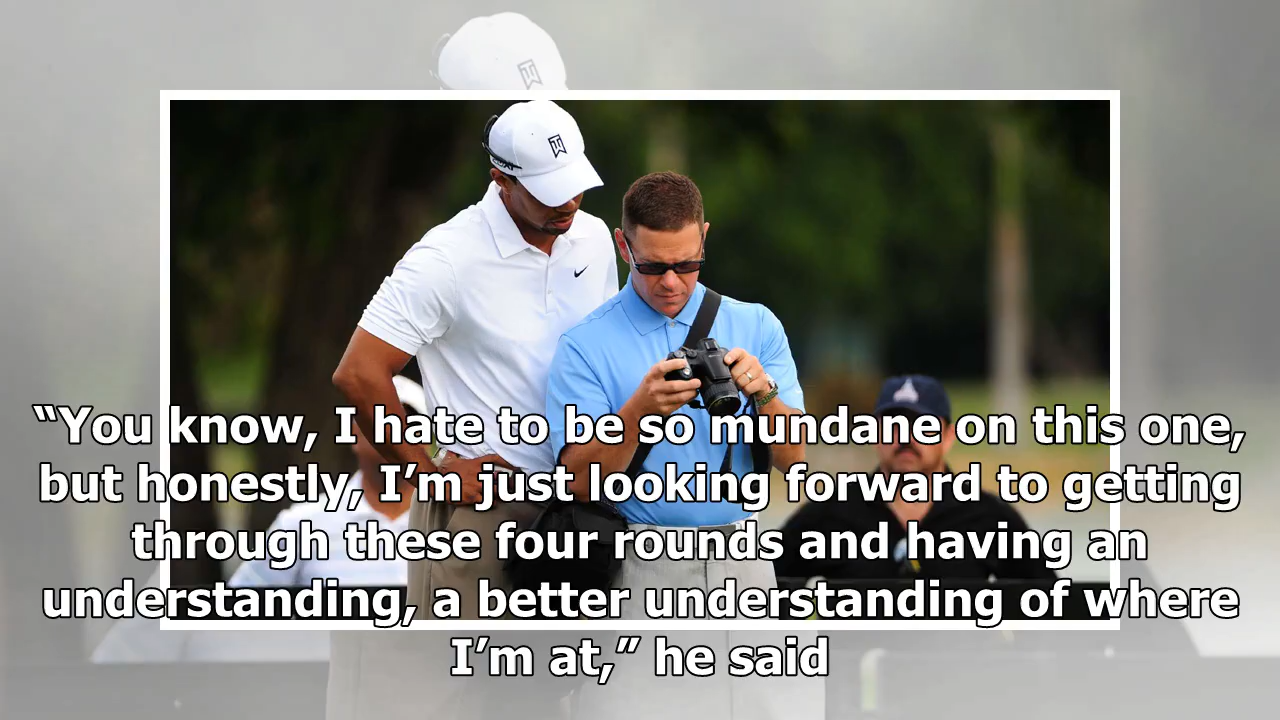 “You know, I hate to be so mundane on this one,
but honestly, I’m just looking forward to getting
through these four rounds and having an
understanding, a better understanding of where
I’m at,” he said